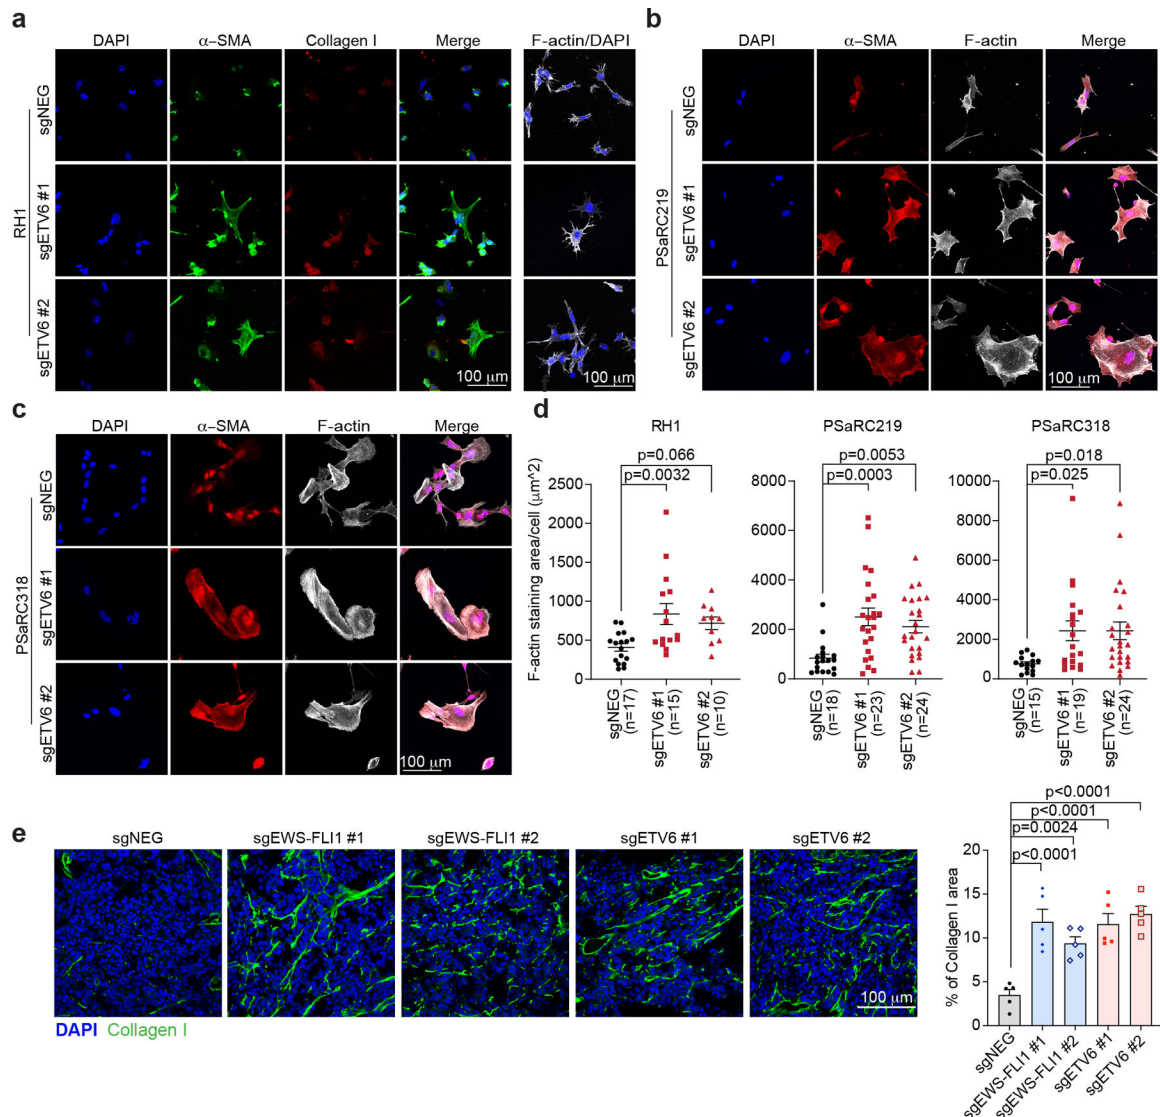 a
DAPI α–SMA Collagen I Merge F-actin/DAPI
RH1
sgNEG
sgETV6 #1
sgETV6 #2
100 μm 100 μm
b
DAPI α–SMA F-actin Merge
PSaRC219
sgNEG
sgETV6 #1
sgETV6 #2
100 μm
c
DAPI α–SMA F-actin Merge
PSaRC318
sgNEG
sgETV6 #1
sgETV6 #2
100 μm
d
RH1
p=0.066
p=0.0032
F-actin staining area/cell (μm^2)
2500
2000
1500
1000
500
0
sgNEG (n=17)
sgETV6 #1 (n=15)
sgETV6 #2 (n=10)
PSaRC219
p=0.0053
p=0.0003
8000
6000
4000
2000
0
sgNEG (n=18)
sgETV6 #1 (n=23)
sgETV6 #2 (n=24)
PSaRC318
p=0.018
p=0.025
10000
8000
6000
4000
2000
0
sgNEG (n=15)
sgETV6 #1 (n=19)
sgETV6 #2 (n=24)
e
sgNEG sgEWS-FLI1 #1 sgEWS-FLI1 #2 sgETV6 #1 sgETV6 #2
100 μm
DAPI Collagen I
p<0.0001
p<0.0001
p=0.0024
p<0.0001
% of Collagen I area
20
15
10
5
0
sgNEG
sgEWS-FLI1 #1
sgEWS-FLI1 #2
sgETV6 #1
sgETV6 #2